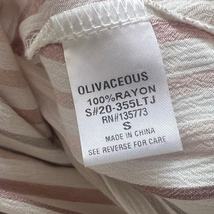 OLIVACEOUS
100%RAYON
S#20-355LTJ
RN#135773
S
MADE IN CHINA
SEE REVERSE FOR CARE